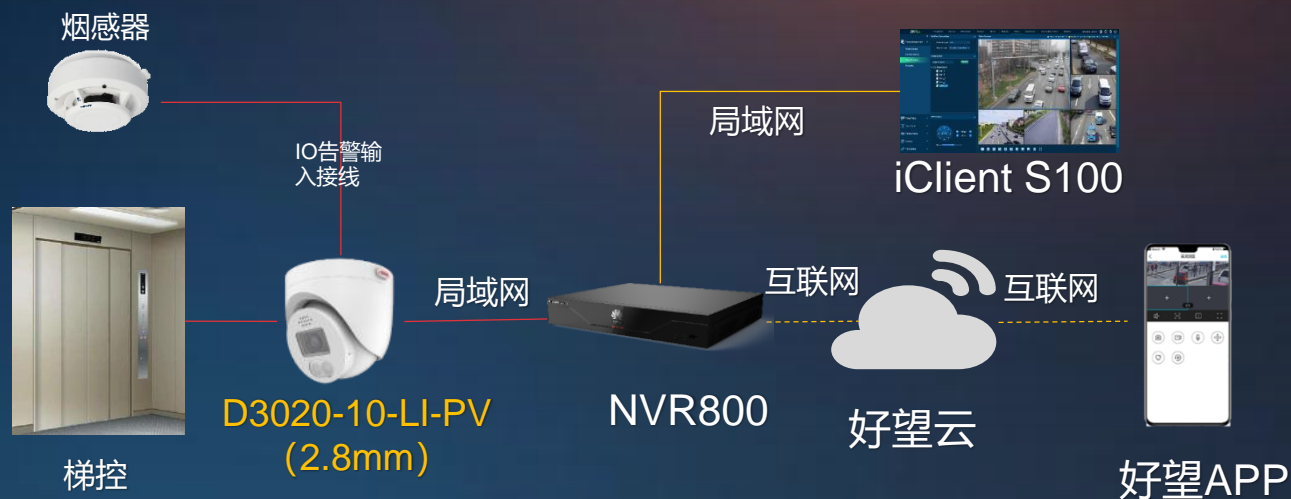 烟感器
IO告警输
入接线
局域网
iClient S100
局域网
互联网
互联网
D3020-10-LI-PV
（2.8mm）
NVR800
好望云
梯控
好望APP